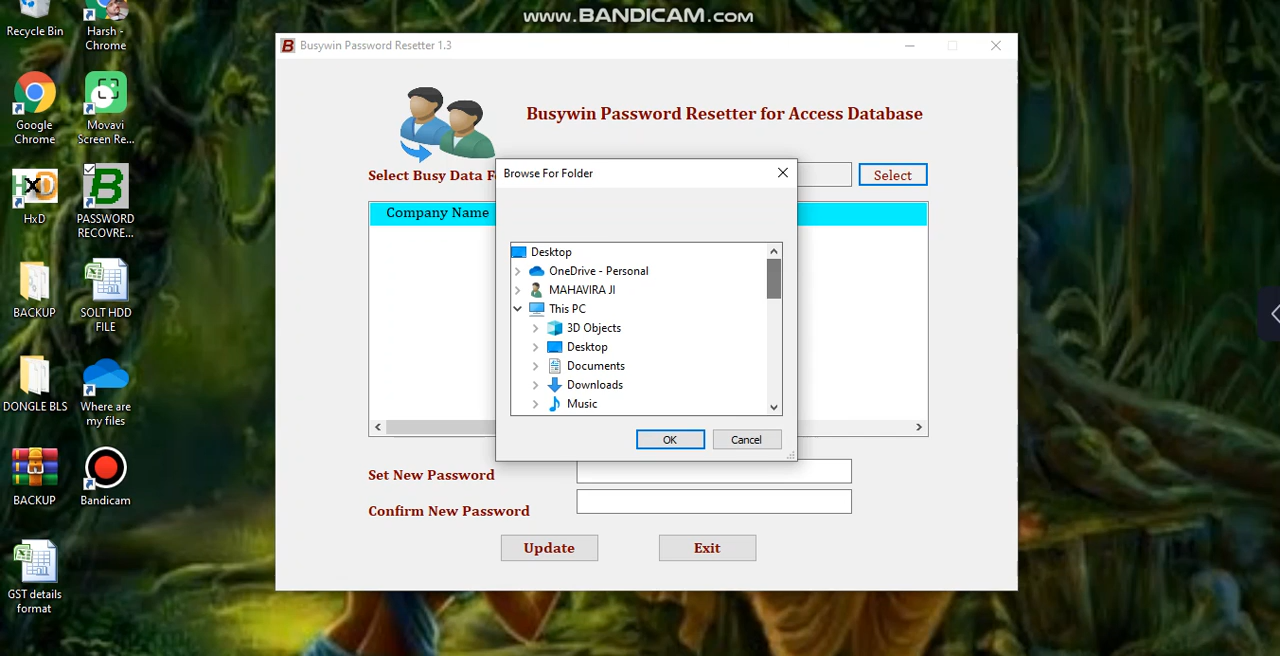 www.BANDICAM.com
Recycle Bin
Harsh -
Chrome
Google
Chrome
Movavi
Screen Re...
HxD
PASSWORD
RECOVRE...
BACKUP
SOLT HDD
FILE
DONGLE BLS
Where are
my files
BACKUP
Bandicam
GST details
format
Busywin Password Resetter 1.3
Busywin Password Resetter for Access Database
Select Busy Data F
Select
Company Name
Browse For Folder
Desktop
OneDrive - Personal
MAHAVIRA JI
This PC
3D Objects
Desktop
Documents
Downloads
Music
OK
Cancel
Set New Password
Confirm New Password
Update
Exit